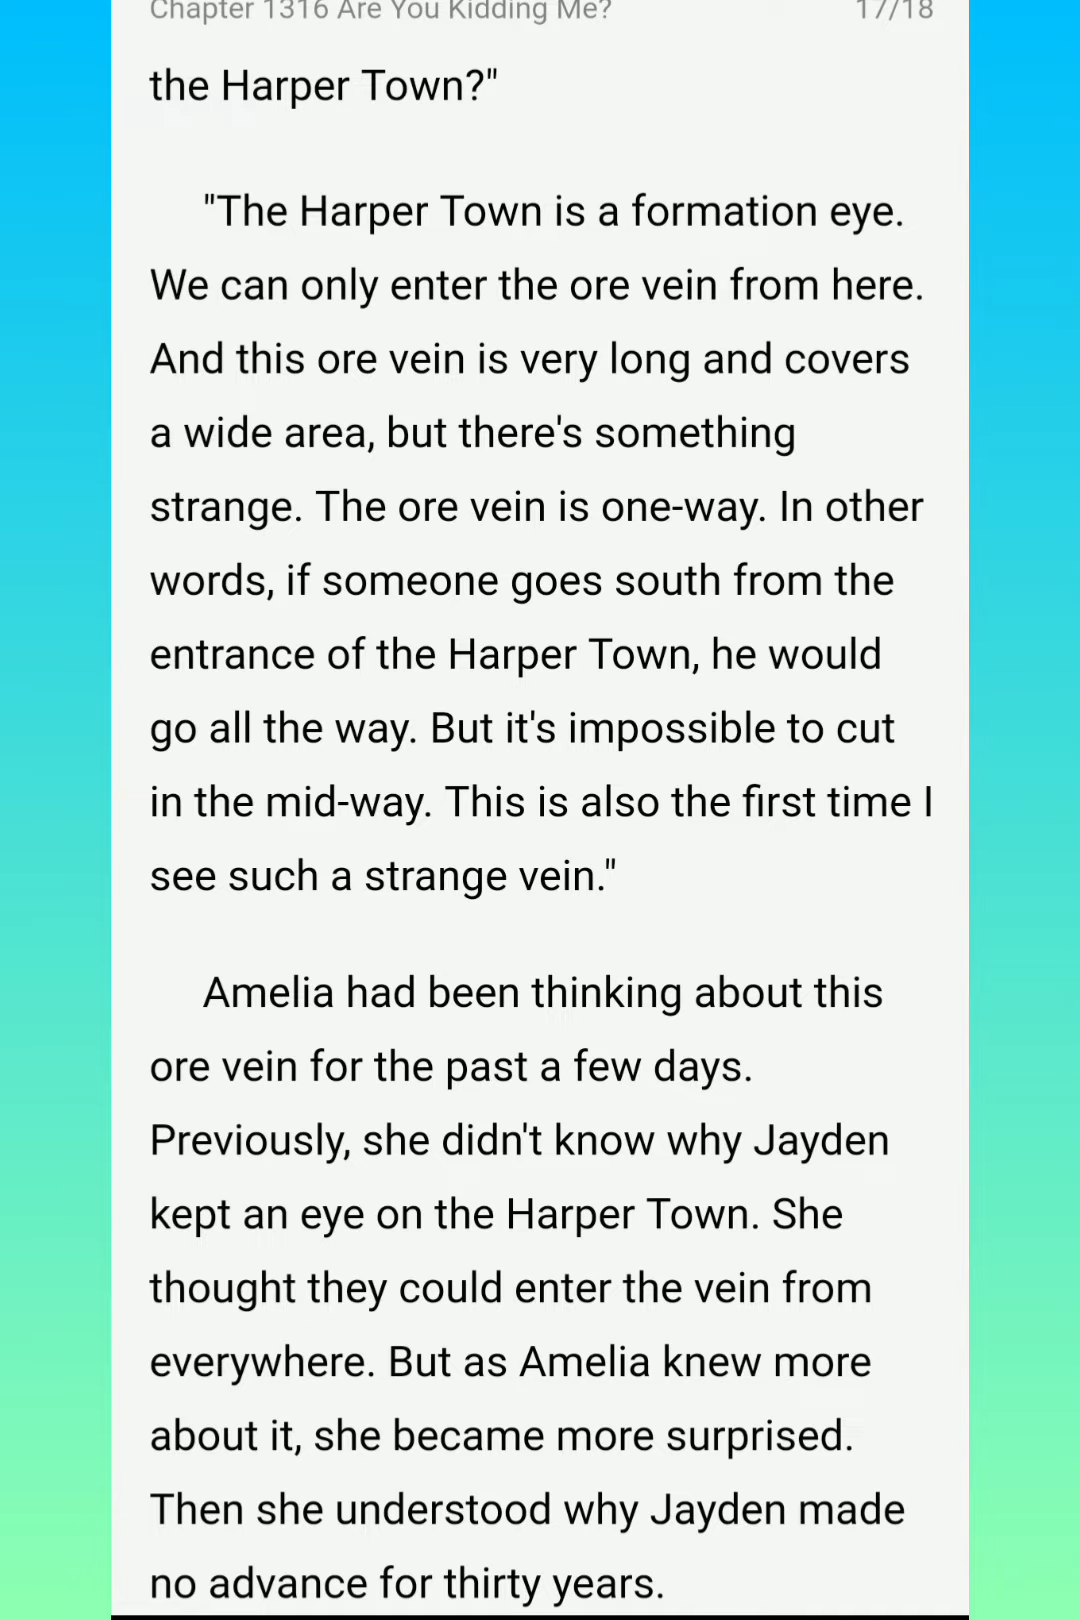 Chapter 1316 Are You Kidding Me? 17/18
the Harper Town?"
"The Harper Town is a formation eye.
We can only enter the ore vein from here.
And this ore vein is very long and covers
a wide area, but there's something
strange. The ore vein is one-way. In other
words, if someone goes south from the
entrance of the Harper Town, he would
go all the way. But it's impossible to cut
in the mid-way. This is also the first time I
see such a strange vein."
Amelia had been thinking about this
ore vein for the past a few days.
Previously, she didn't know why Jayden
kept an eye on the Harper Town. She
thought they could enter the vein from
everywhere. But as Amelia knew more
about it, she became more surprised.
Then she understood why Jayden made
no advance for thirty years.